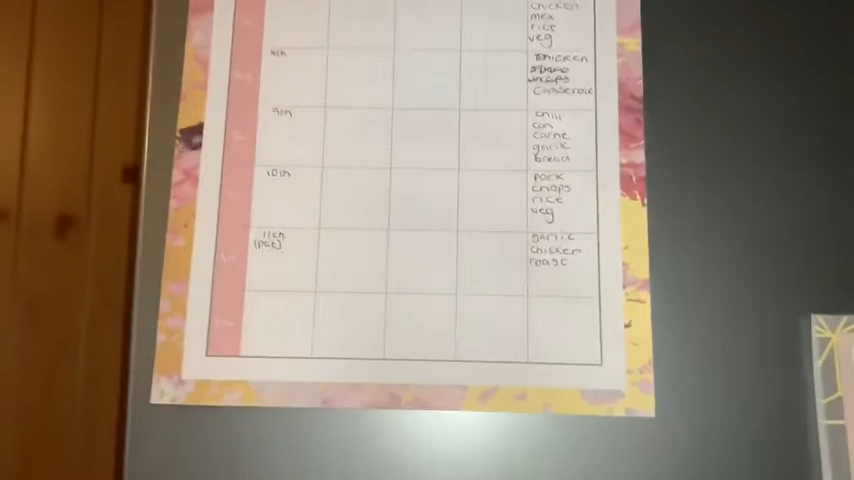 chicken
mex
rice
veg
8th
chicken
casserole
9th
chilli
con
carne
garlic
bread
10th
pork
chops
rice
veg
11th
garlic
chicken
roast